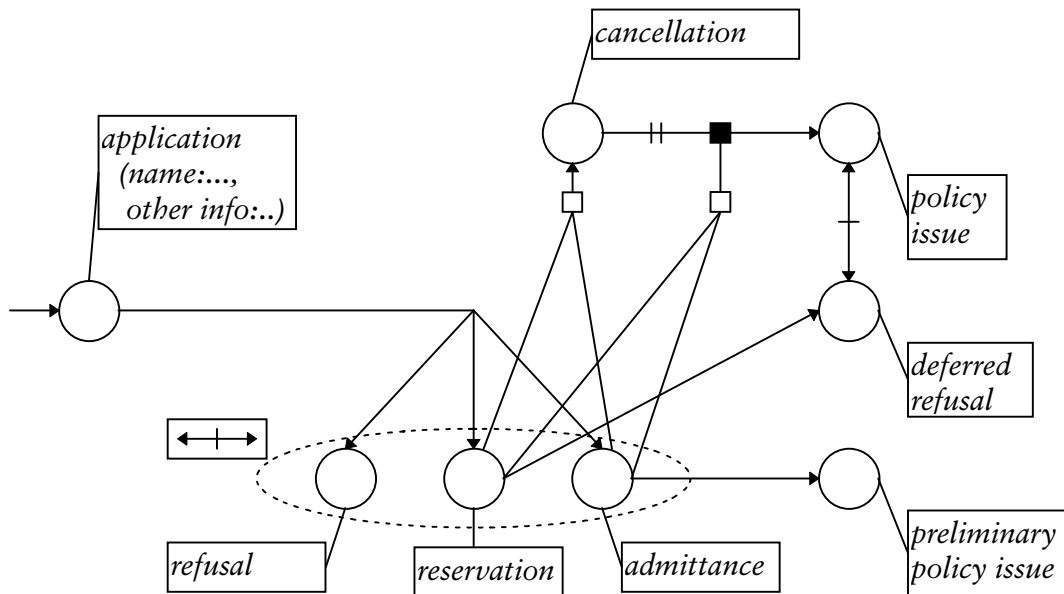 cancellation
application
(name:...,
other info:..)
policy
issue
deferred
refusal
refusal
reservation
admittance
preliminary
policy issue